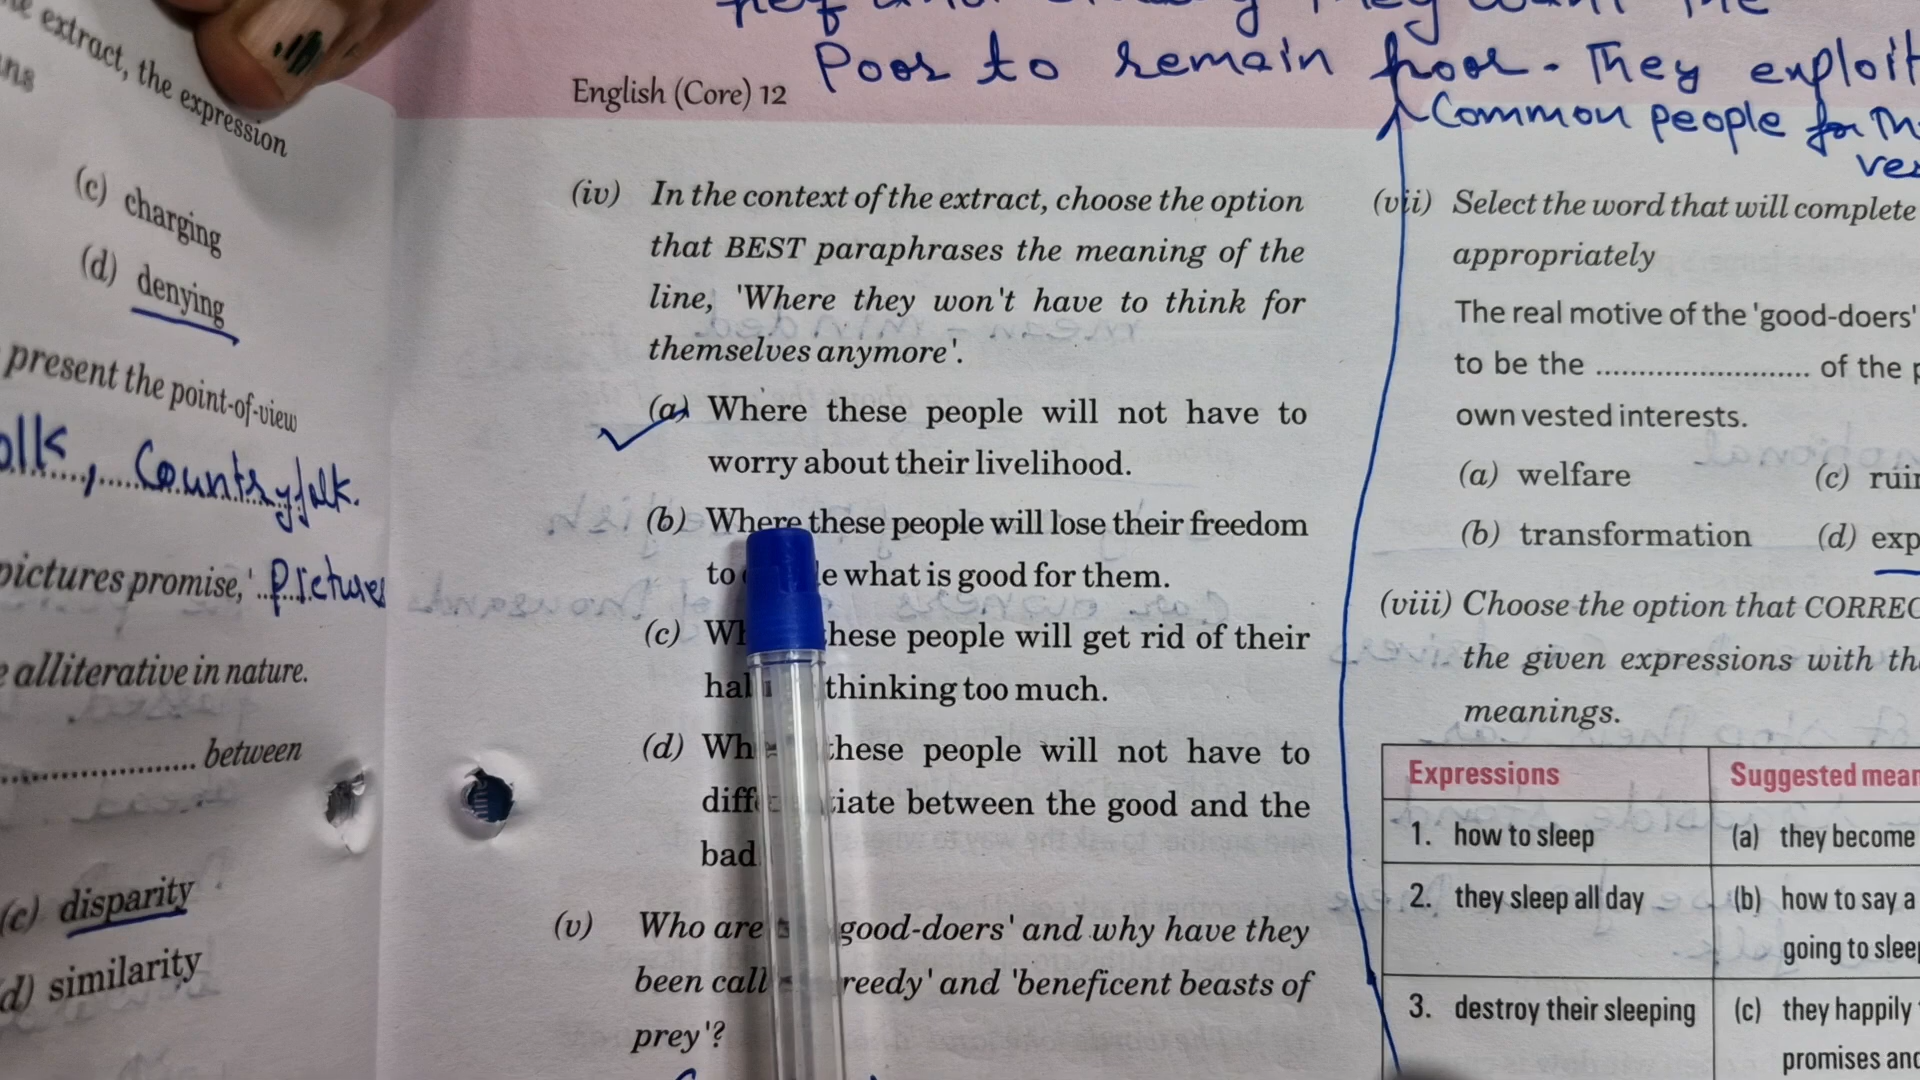 extract, the expression
(c) charging
(d) denying
present the point-of-view
Countryfolk.
pictures promise,' Pictures
alliterative in nature.
between
(c) disparity
(d) similarity
English (Core) 12
Poor to remain poor. They exploit
Common people for
(iv) In the context of the extract, choose the option
that BEST paraphrases the meaning of the
line, 'Where they won't have to think for
themselves anymore'.
(a) Where these people will not have to
worry about their livelihood.
(b) Where these people will lose their freedom
to what is good for them.
(c) these people will get rid of their
thinking too much.
(d) these people will not have to
between the good and the
bad
(v) Who are good-doers' and why have they
been and 'beneficent beasts of
prey'?
(vii) Select the word that will complete
appropriately
The real motive of the 'good-doers'
to be the .......................... of the
own vested interests.
(a) welfare (c)
(b) transformation (d)
(viii) Choose the option that
the given expressions with
meanings.
Expressions Suggested
1. how to sleep (a) they become
2. they sleep all day (b) how to say a
going to
3. destroy their sleeping (c) they happily
promises